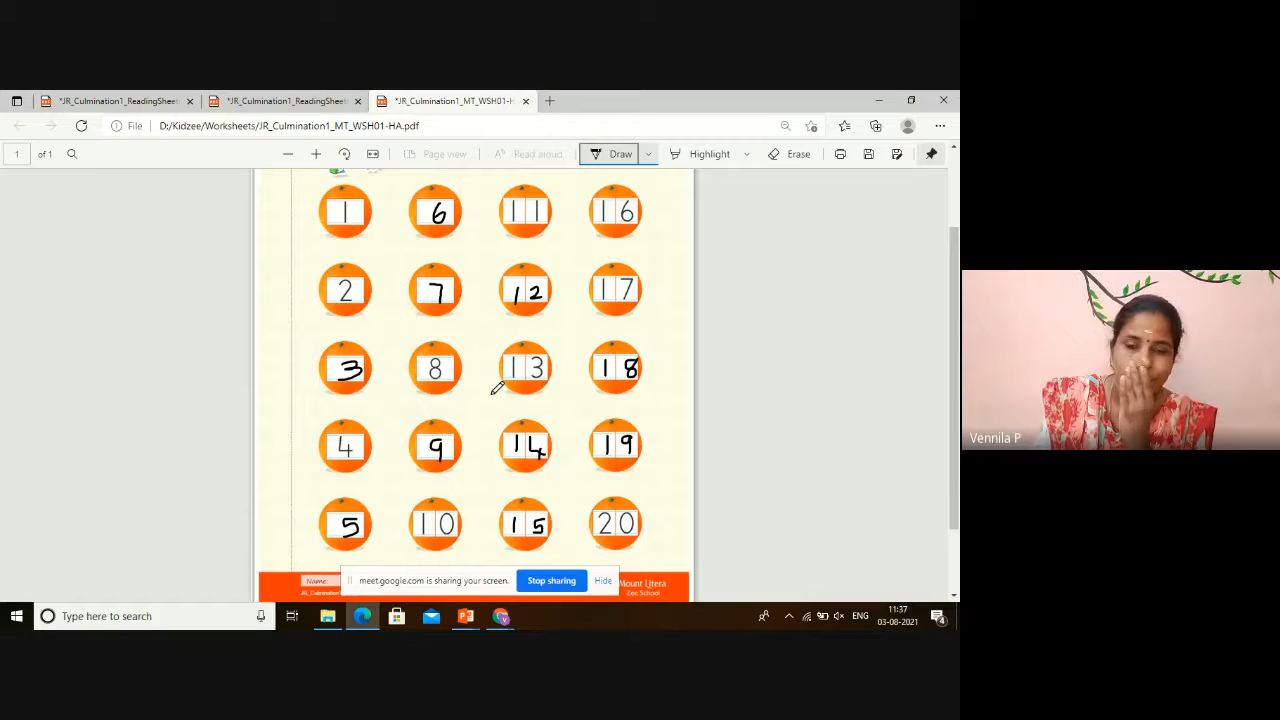 *JR_Culmination1_ReadingSheet
*JR_Culmination1_ReadingSheet
*JR_Culmination1_MT_WSH01-H
File D:/Kidzee/Worksheets/JR_Culmination1_MT_WSH01-HA.pdf
1 of 1 Page view Read aloud Draw Highlight Erase
1 6 11 16
2 7 12 17
3 8 13 18
4 9 14 19
5 10 15 20
Name:
JR_Culmination1
meet.google.com is sharing your screen. Stop sharing Hide
Mount Litera
Zee School
Vennila P
Type here to search
ENG
11:37
03-08-2021
4